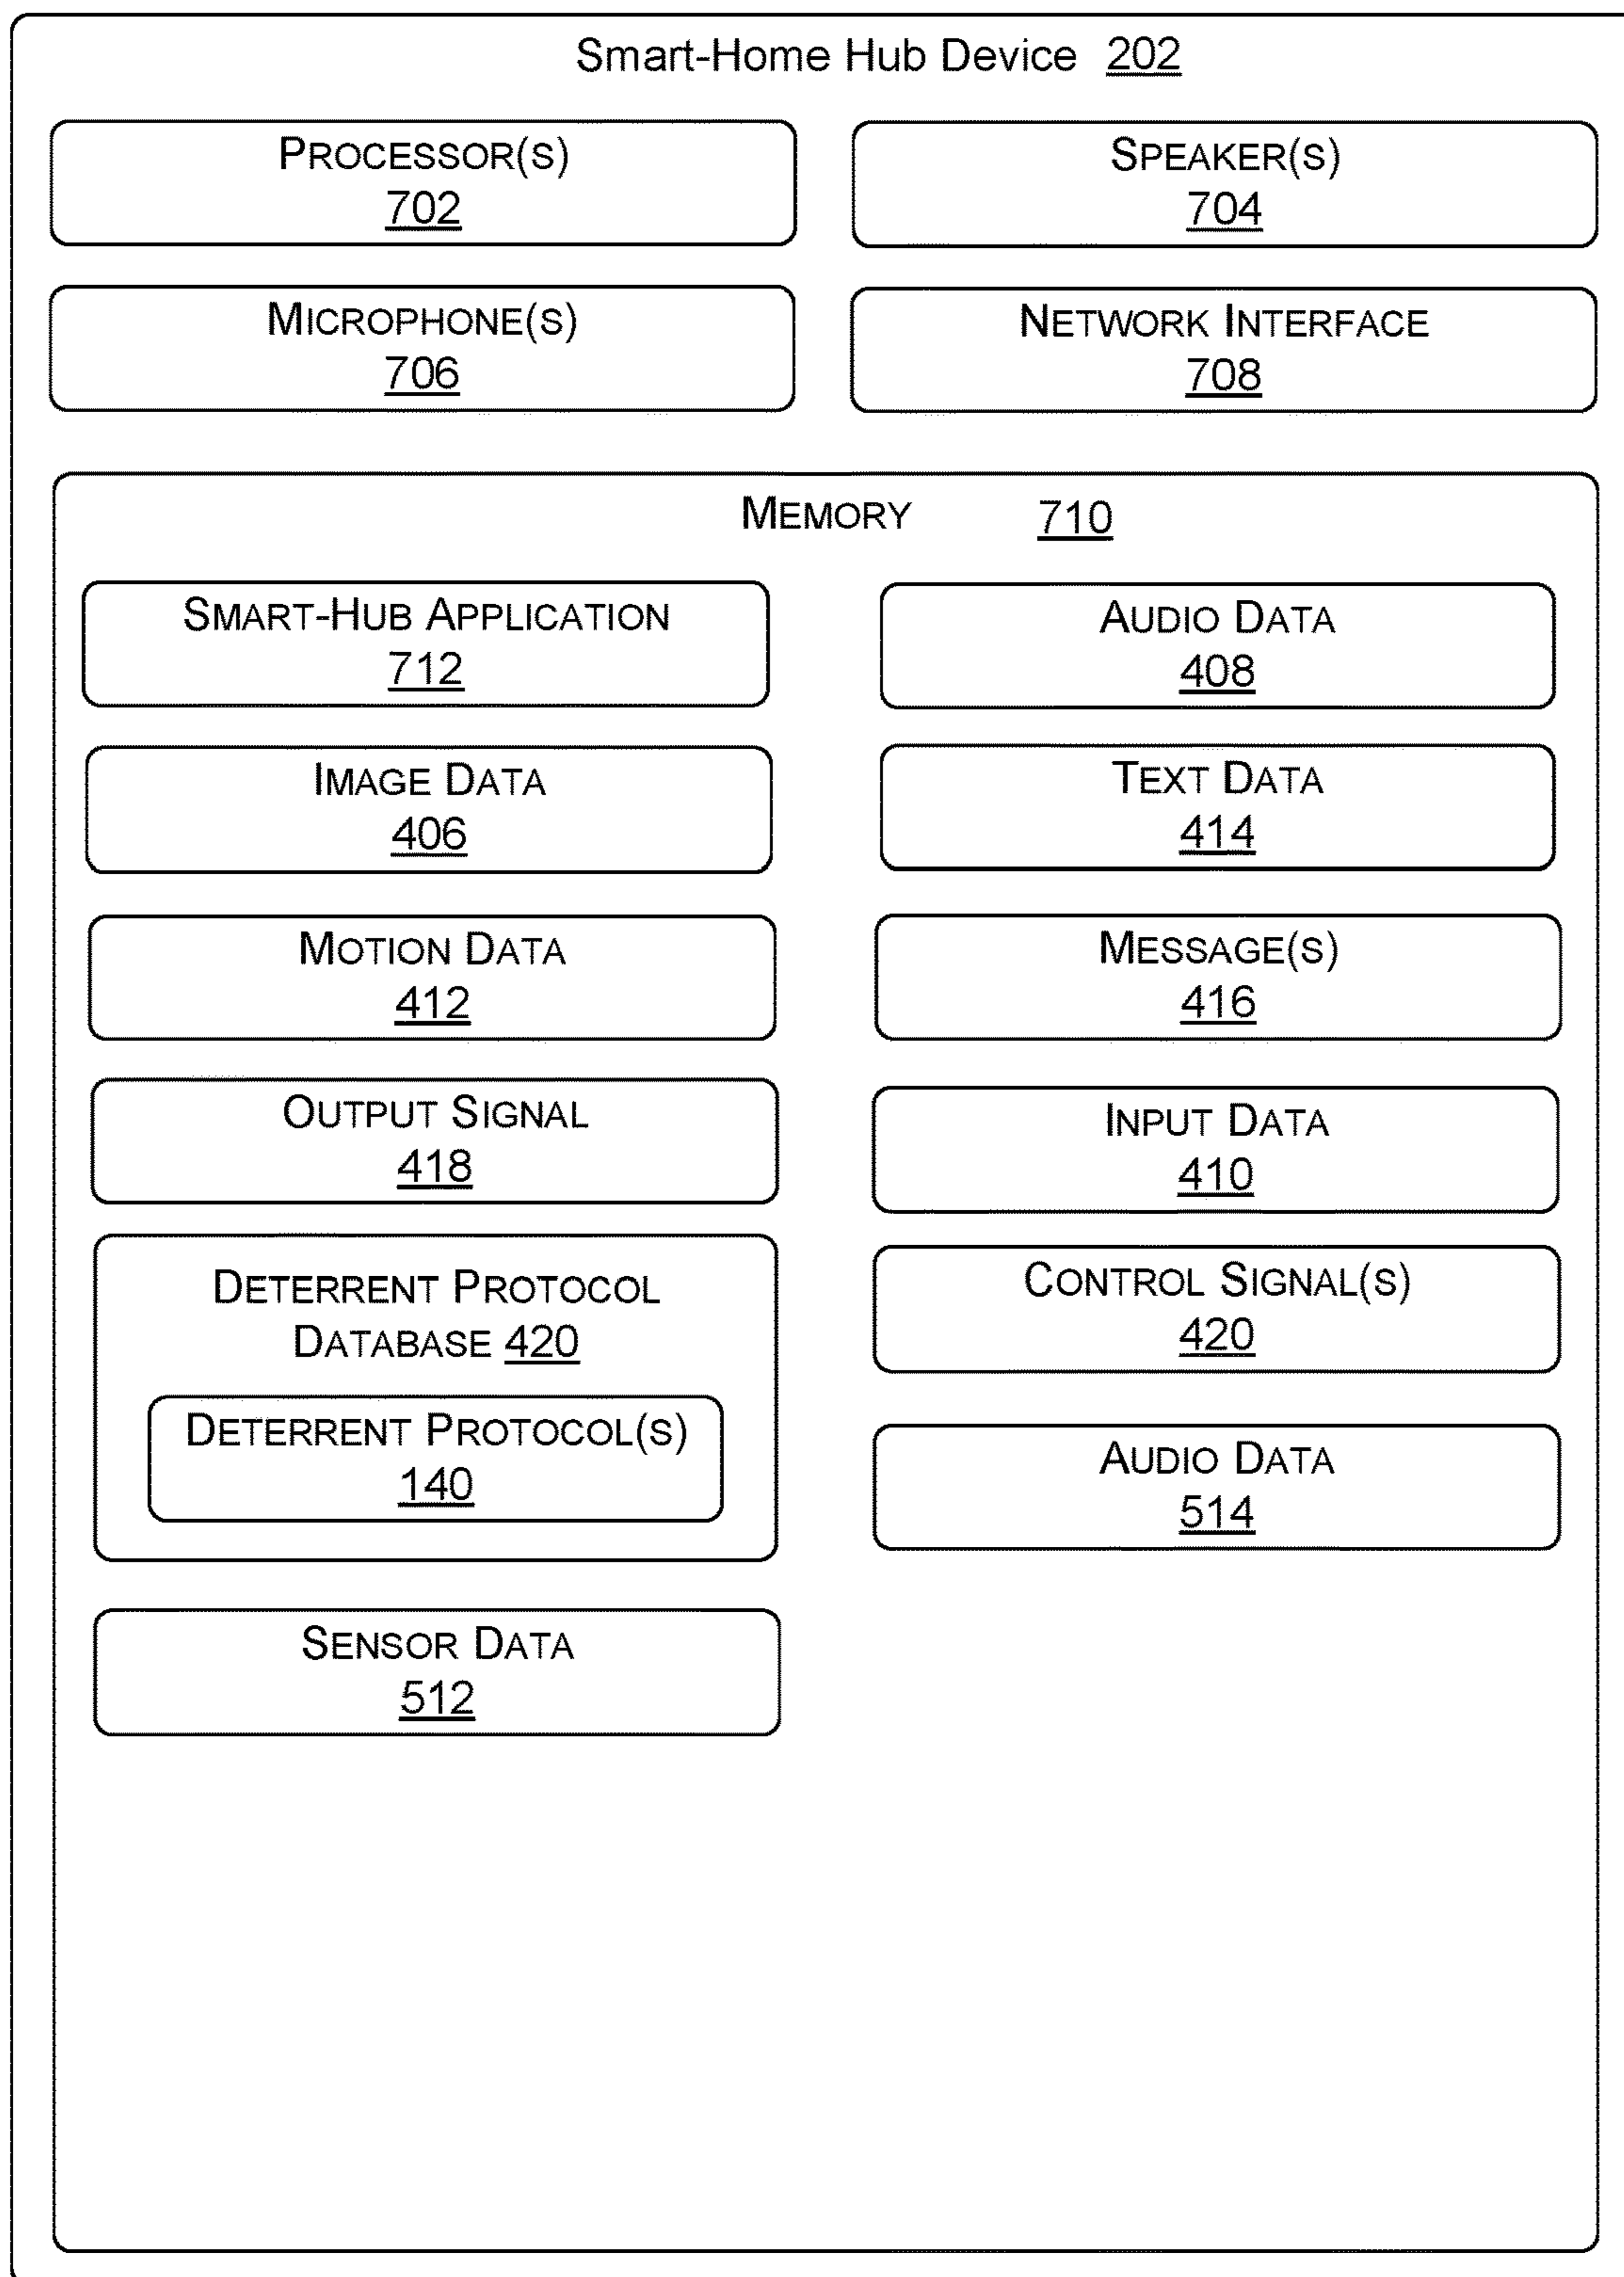 Smart-Home Hub Device 202
PROCESSOR(S)
702
SPEAKER(S)
704
MICROPHONE(S)
706
NETWORK INTERFACE
708
MEMORY 710
SMART-HUB APPLICATION
712
AUDIO DATA
408
IMAGE DATA
406
TEXT DATA
414
MOTION DATA
412
MESSAGE(S)
416
OUTPUT SIGNAL
418
INPUT DATA
410
DETERRENT PROTOCOL
DATABASE 420
DETERRENT PROTOCOL(S)
140
CONTROL SIGNAL(S)
420
AUDIO DATA
514
SENSOR DATA
512